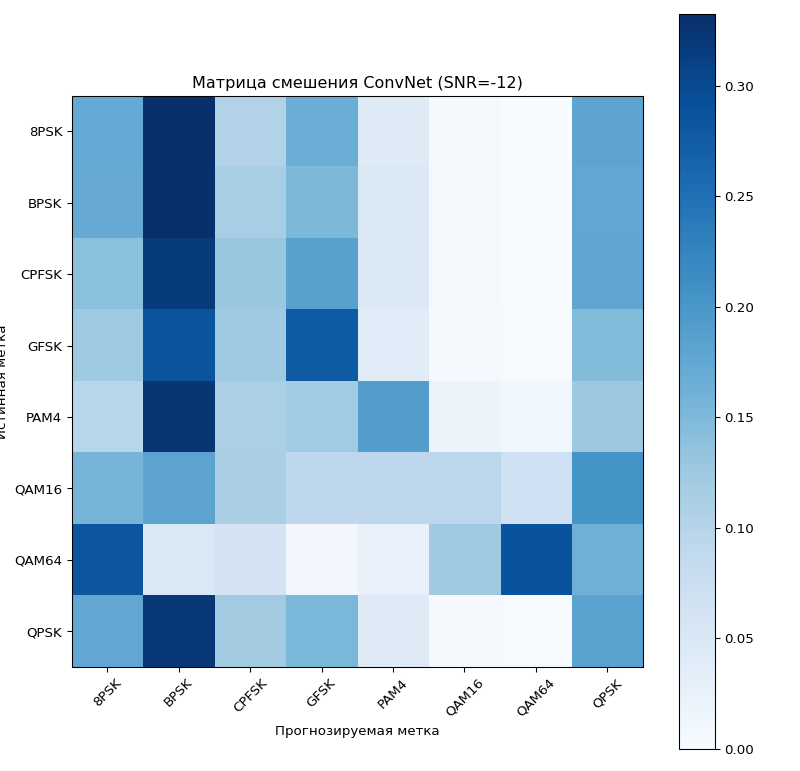 Матрица смешения ConvNet (SNR=-12)
8PSK
BPSK
CPFSK
GFSK
PAM4
QAM16
QAM64
QPSK
Истинная метка
8PSK
BPSK
CPFSK
GFSK
PAM4
QAM16
QAM64
QPSK
Прогнозируемая метка
0.30
0.25
0.20
0.15
0.10
0.05
0.00